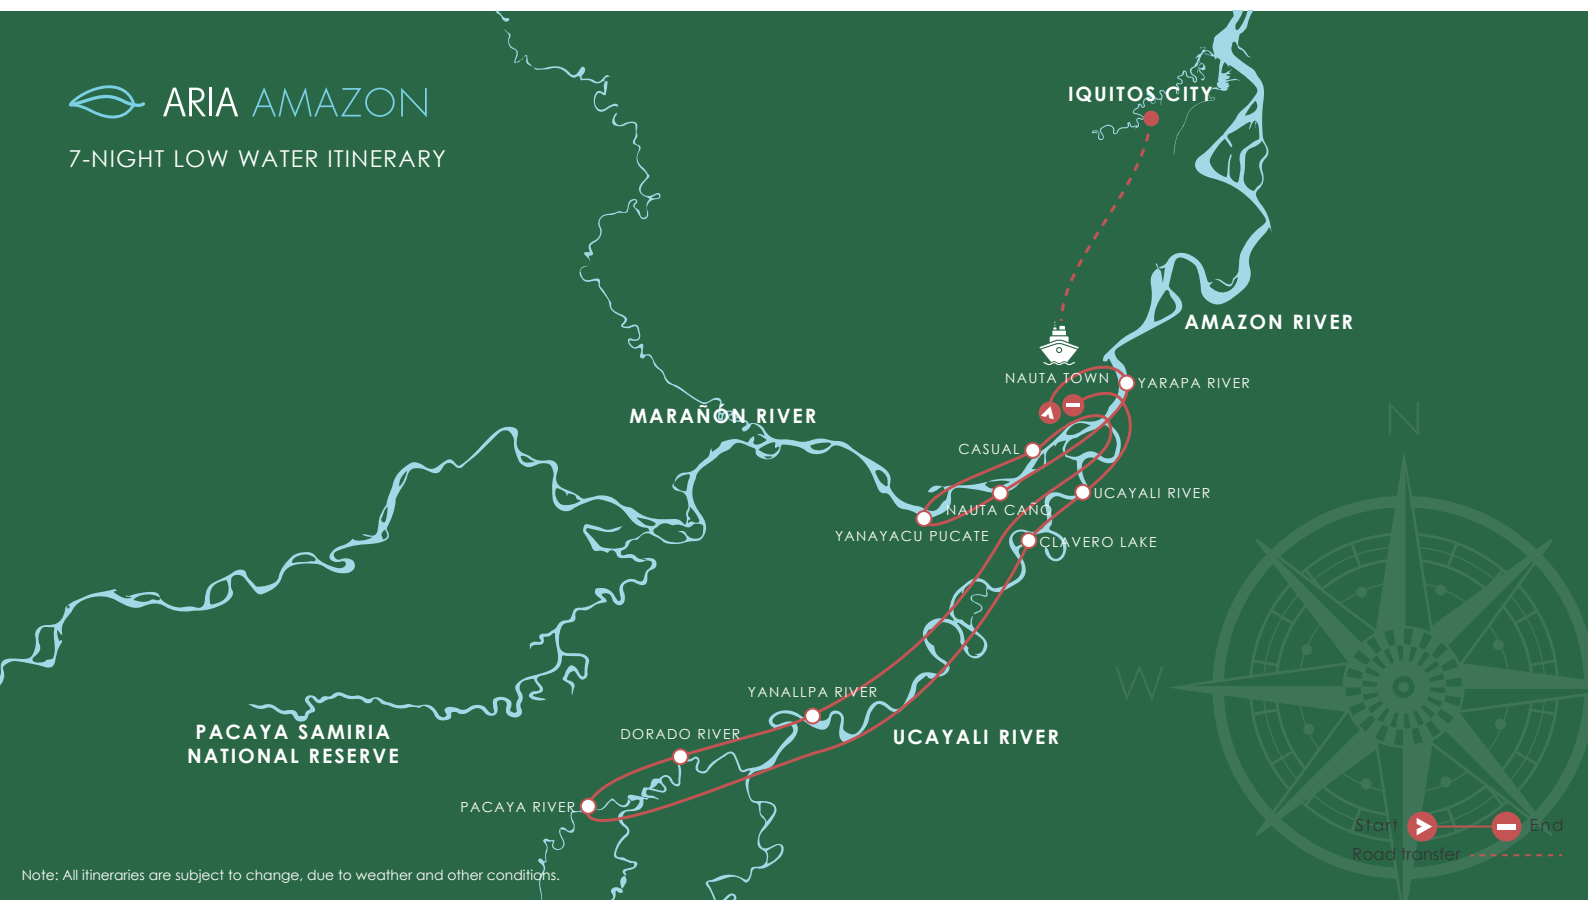 ARIA AMAZON
7-NIGHT LOW WATER ITINERARY
IQUITOS CITY
AMAZON RIVER
NAUTA TOWN
YARAPA RIVER
MARAÑÓN RIVER
CASUAL
UCAYALI RIVER
NAUTA CAÑO
YANAYACU PUCATE
CLAVERO LAKE
YANALLPA RIVER
DORADO RIVER
UCAYALI RIVER
PACAYA SAMIRIA
NATIONAL RESERVE
PACAYA RIVER
N
W
Start End
Road transfer
Note: All itineraries are subject to change, due to weather and other conditions.